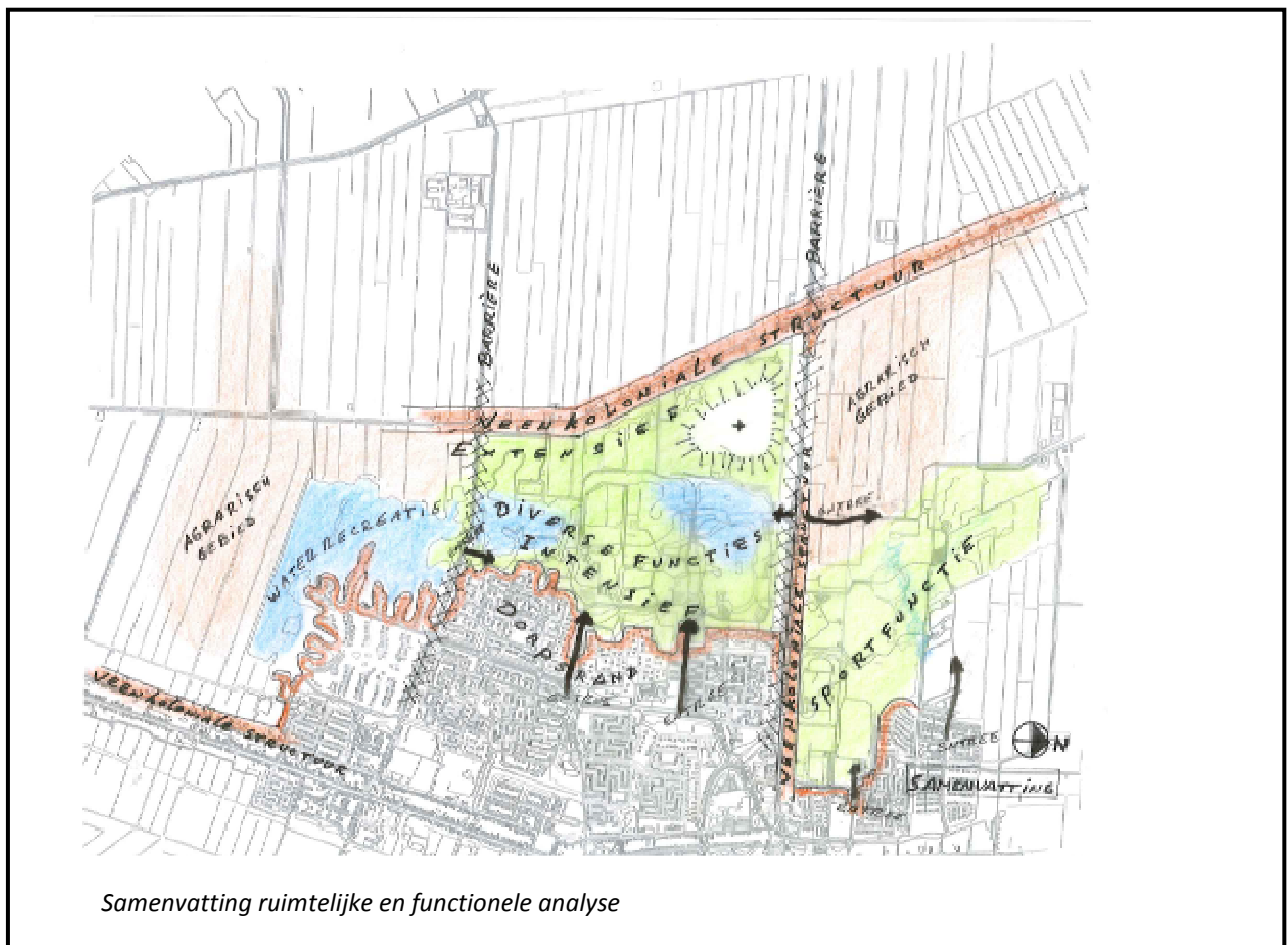 BARRIÈRE
BARRIÈRE
VEENKOLONIALE STRUCTUUR
AGRARISCH
GEBIED
EXTENSIEF
AGRARISCH
GEBIED
WATERRECREATIE
DIVERSE FUNCTIES
INTENSIEF
ENTREE
SPORTFUNCTIE
DORPSRAND
ENTREE
VEENKOLONIALE STRUCTUUR
VEENKOLONIALE STRUCTUUR
ENTREE
N
SAMENVATTING
ENTREE
Samenvatting ruimtelijke en functionele analyse